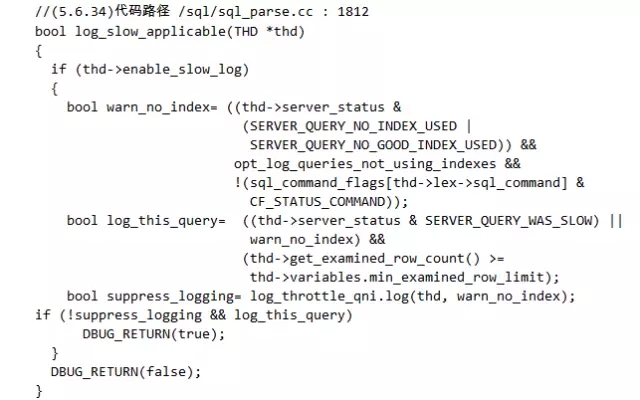 //(5.6.34)代码路径 /sql/sql_parse.cc : 1812
bool log_slow_applicable(THD *thd)
{
  if (thd->enable_slow_log)
  {
    bool warn_no_index= ((thd->server_status &
                          (SERVER_QUERY_NO_INDEX_USED |
                           SERVER_QUERY_NO_GOOD_INDEX_USED)) &&
                         opt_log_queries_not_using_indexes &&
                         !(sql_command_flags[thd->lex->sql_command] &
                           CF_STATUS_COMMAND));
    bool log_this_query=  ((thd->server_status & SERVER_QUERY_WAS_SLOW) ||
                           warn_no_index) &&
                          (thd->get_examined_row_count() >=
                           thd->variables.min_examined_row_limit);
    bool suppress_logging= log_throttle_qni.log(thd, warn_no_index);
if (!suppress_logging && log_this_query)
      DBUG_RETURN(true);
  }
  DBUG_RETURN(false);
}